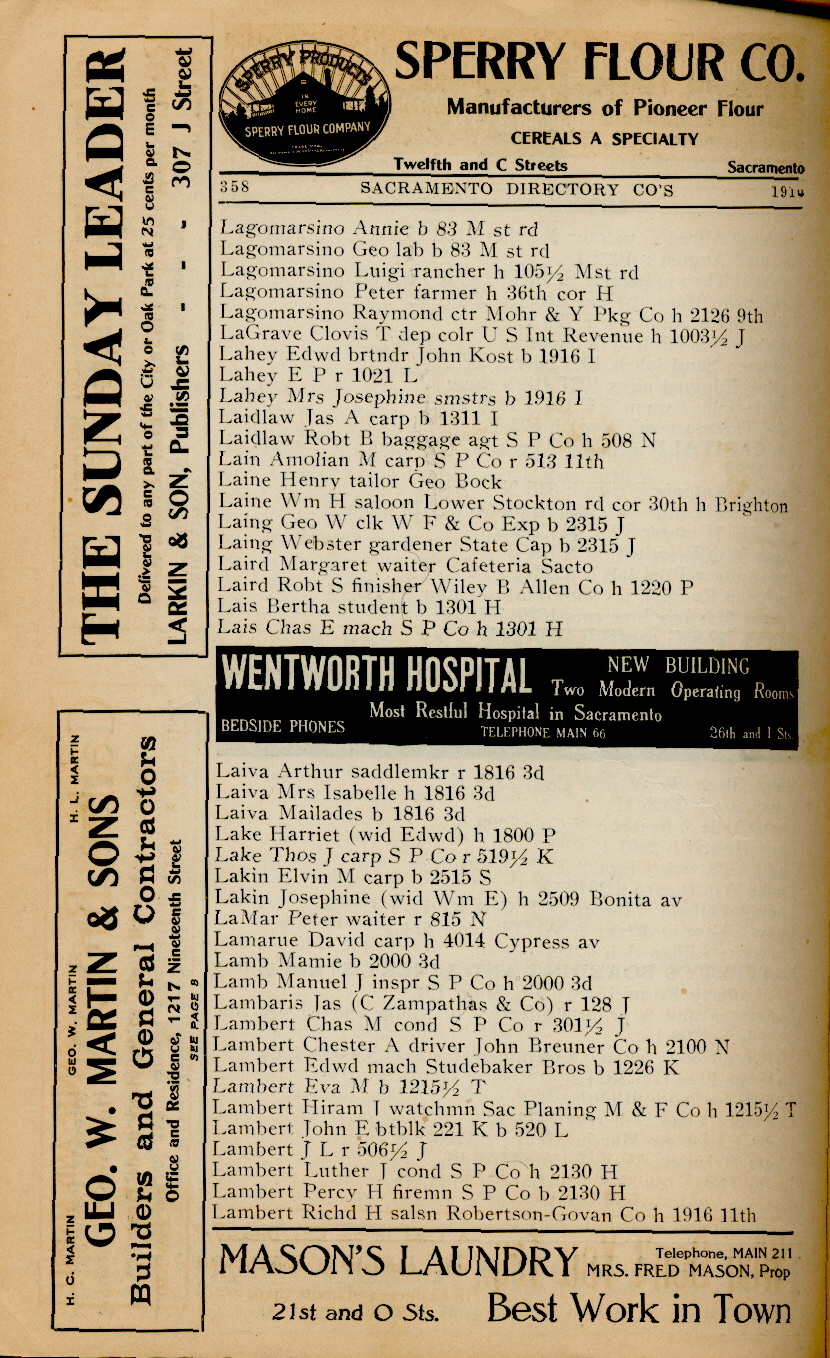 THE SUNDAY LEADER
Delivered to any part of the City or Oak Park at 25 cents per month
LARKIN & SON, Publishers - - - 307 J Street
SPERRY PRODUCTS
IN
EVERY
HOME
SPERRY FLOUR COMPANY
SPERRY FLOUR CO.
Manufacturers of Pioneer Flour
CEREALS A SPECIALTY
Twelfth and C Streets Sacramento
358 SACRAMENTO DIRECTORY CO'S
Lagomarsino Annie b 83 M st rd
Lagomarsino Geo lab b 83 M st rd
Lagomarsino Luigi rancher h 105½ Mst rd
Lagomarsino Peter farmer h 36th cor H
Lagomarsino Raymond ctr Mohr & Y Pkg Co h 2126 9th
LaGrave Clovis T dep colr U S Int Revenue h 1003½ J
Lahey Edwd brtndr John Kost b 1916 I
Lahey E P r 1021 L
Lahey Mrs Josephine smstrs b 1916 I
Laidlaw Jas A carp b 1311 I
Laidlaw Robt B baggage agt S P Co h 508 N
Lain Amolian M carp S P Co r 513 11th
Laine Henry tailor Geo Bock
Laine Wm H saloon Lower Stockton rd cor 30th h Brighton
Laing Geo W clk W F & Co Exp b 2315 J
Laing Webster gardener State Cap b 2315 J
Laird Margaret waiter Cafeteria Sacto
Laird Robt S finisher Wiley B Allen Co h 1220 P
Lais Bertha student b 1301 H
Lais Chas E mach S P Co h 1301 H
WENTWORTH HOSPITAL
NEW BUILDING
Two Modern Operating Rooms
Most Restful Hospital in Sacramento
BEDSIDE PHONES TELEPHONE MAIN 66 26th and J Sts.
H. C. MARTIN GEO. W. MARTIN H. L. MARTIN
GEO. W. MARTIN & SONS
Builders and General Contractors
Office and Residence, 1217 Nineteenth Street
SEE PAGE 8
Laiva Arthur saddlemkr r 1816 3d
Laiva Mrs Isabelle h 1816 3d
Laiva Mailades b 1816 3d
Lake Harriet (wid Edwd) h 1800 P
Lake Thos J carp S P Co r 519½ K
Lakin Elvin M carp b 2515 S
Lakin Josephine (wid Wm E) h 2509 Bonita av
LaMar Peter waiter r 815 N
Lamarue David carp h 4014 Cypress av
Lamb Mamie b 2000 3d
Lamb Manuel J inspr S P Co h 2000 3d
Lambaris Jas (C Zampathas & Co) r 128 J
Lambert Chas M cond S P Co r 301½ J
Lambert Chester A driver John Breuner Co h 2100 N
Lambert Edwd mach Studebaker Bros b 1226 K
Lambert Eva M b 1215½ T
Lambert Hiram J watchmn Sac Planing M & F Co h 1215½ T
Lambert John E btblk 221 K b 520 L
Lambert J L r 506½ J
Lambert Luther J cond S P Co h 2130 H
Lambert Percy H firemn S P Co b 2130 H
Lambert Richd H salsn Robertson-Govan Co h 1916 11th
MASON'S LAUNDRY
Telephone, MAIN 211
MRS. FRED MASON, Prop
21st and O Sts. Best Work in Town